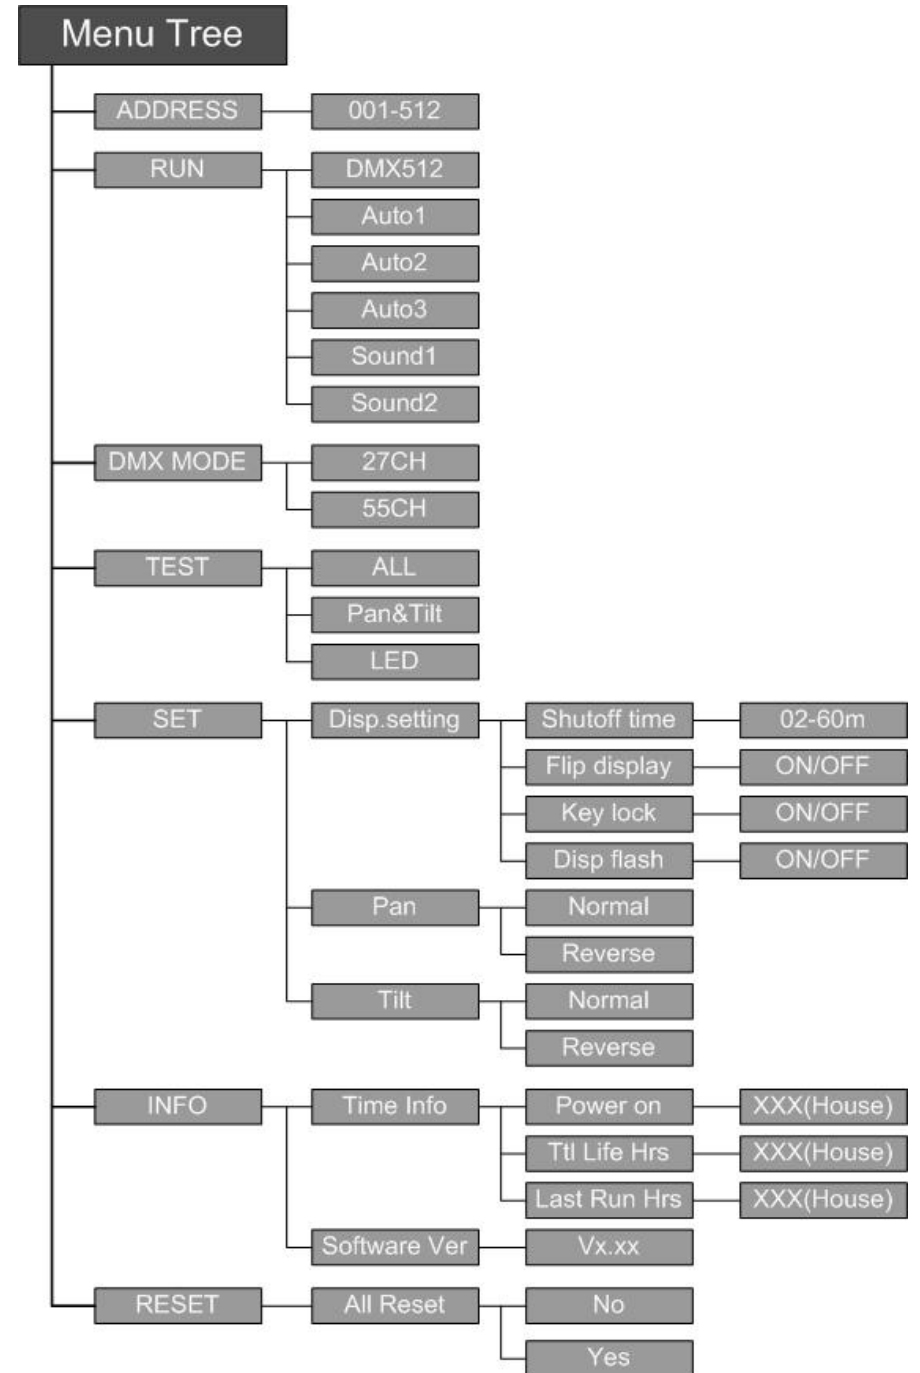 Menu Tree
ADDRESS 001-512
RUN DMX512
Auto1
Auto2
Auto3
Sound1
Sound2
DMX MODE 27CH
55CH
TEST ALL
Pan&Tilt
LED
SET Disp.setting Shutoff time 02-60m
Flip display ON/OFF
Key lock ON/OFF
Disp flash ON/OFF
Pan Normal
Reverse
Tilt Normal
Reverse
INFO Time Info Power on XXX(House)
Ttl Life Hrs XXX(House)
Last Run Hrs XXX(House)
Software Ver Vx.xx
RESET All Reset No
Yes